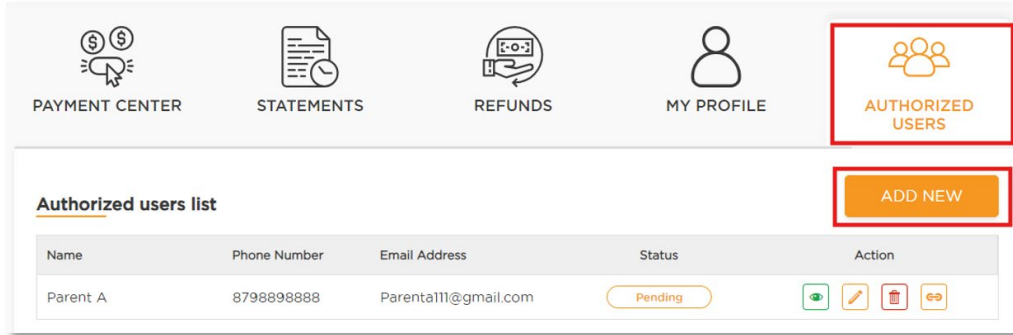 PAYMENT CENTER
STATEMENTS
REFUNDS
MY PROFILE
AUTHORIZED
USERS
Authorized users list
ADD NEW
Name Phone Number Email Address Status Action
Parent A 8798898888 Parenta111@gmail.com Pending